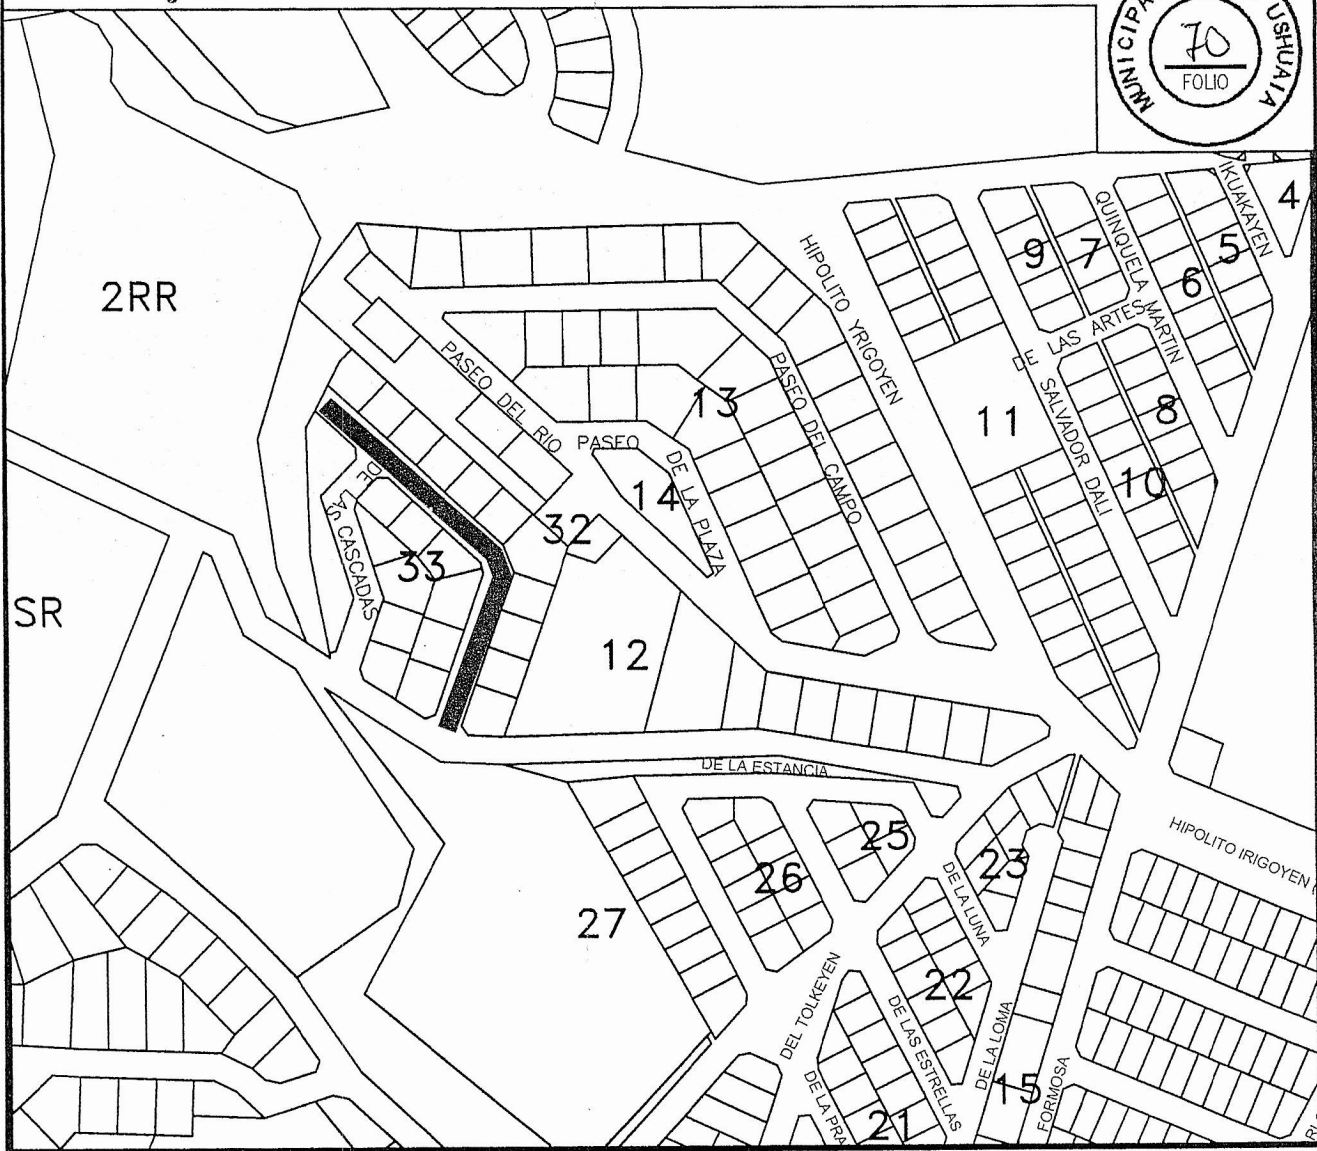 MUNICIPA
USHUAIA
70
FOLIO
IKUAKAYEN
4
QUINQUELA MARTIN
HIPOLITO YRIGOYEN
9
7
5
6
2RR
DE LAS ARTES
PASEO DEL RIO
PASEO DEL CAMPO
DE SALVADOR DALI
13
11
8
PASEO
DE LA PLAZA
DE LAS CASCADAS
14
10
32
33
SR
12
DE LA ESTANCIA
HIPOLITO IRIGOYEN
25
23
26
DE LA LUNA
27
22
DEL TOLKEYEN
DE LAS ESTRELLAS
DE LA LOMA
15
FORMOSA
DE LA PRA
21